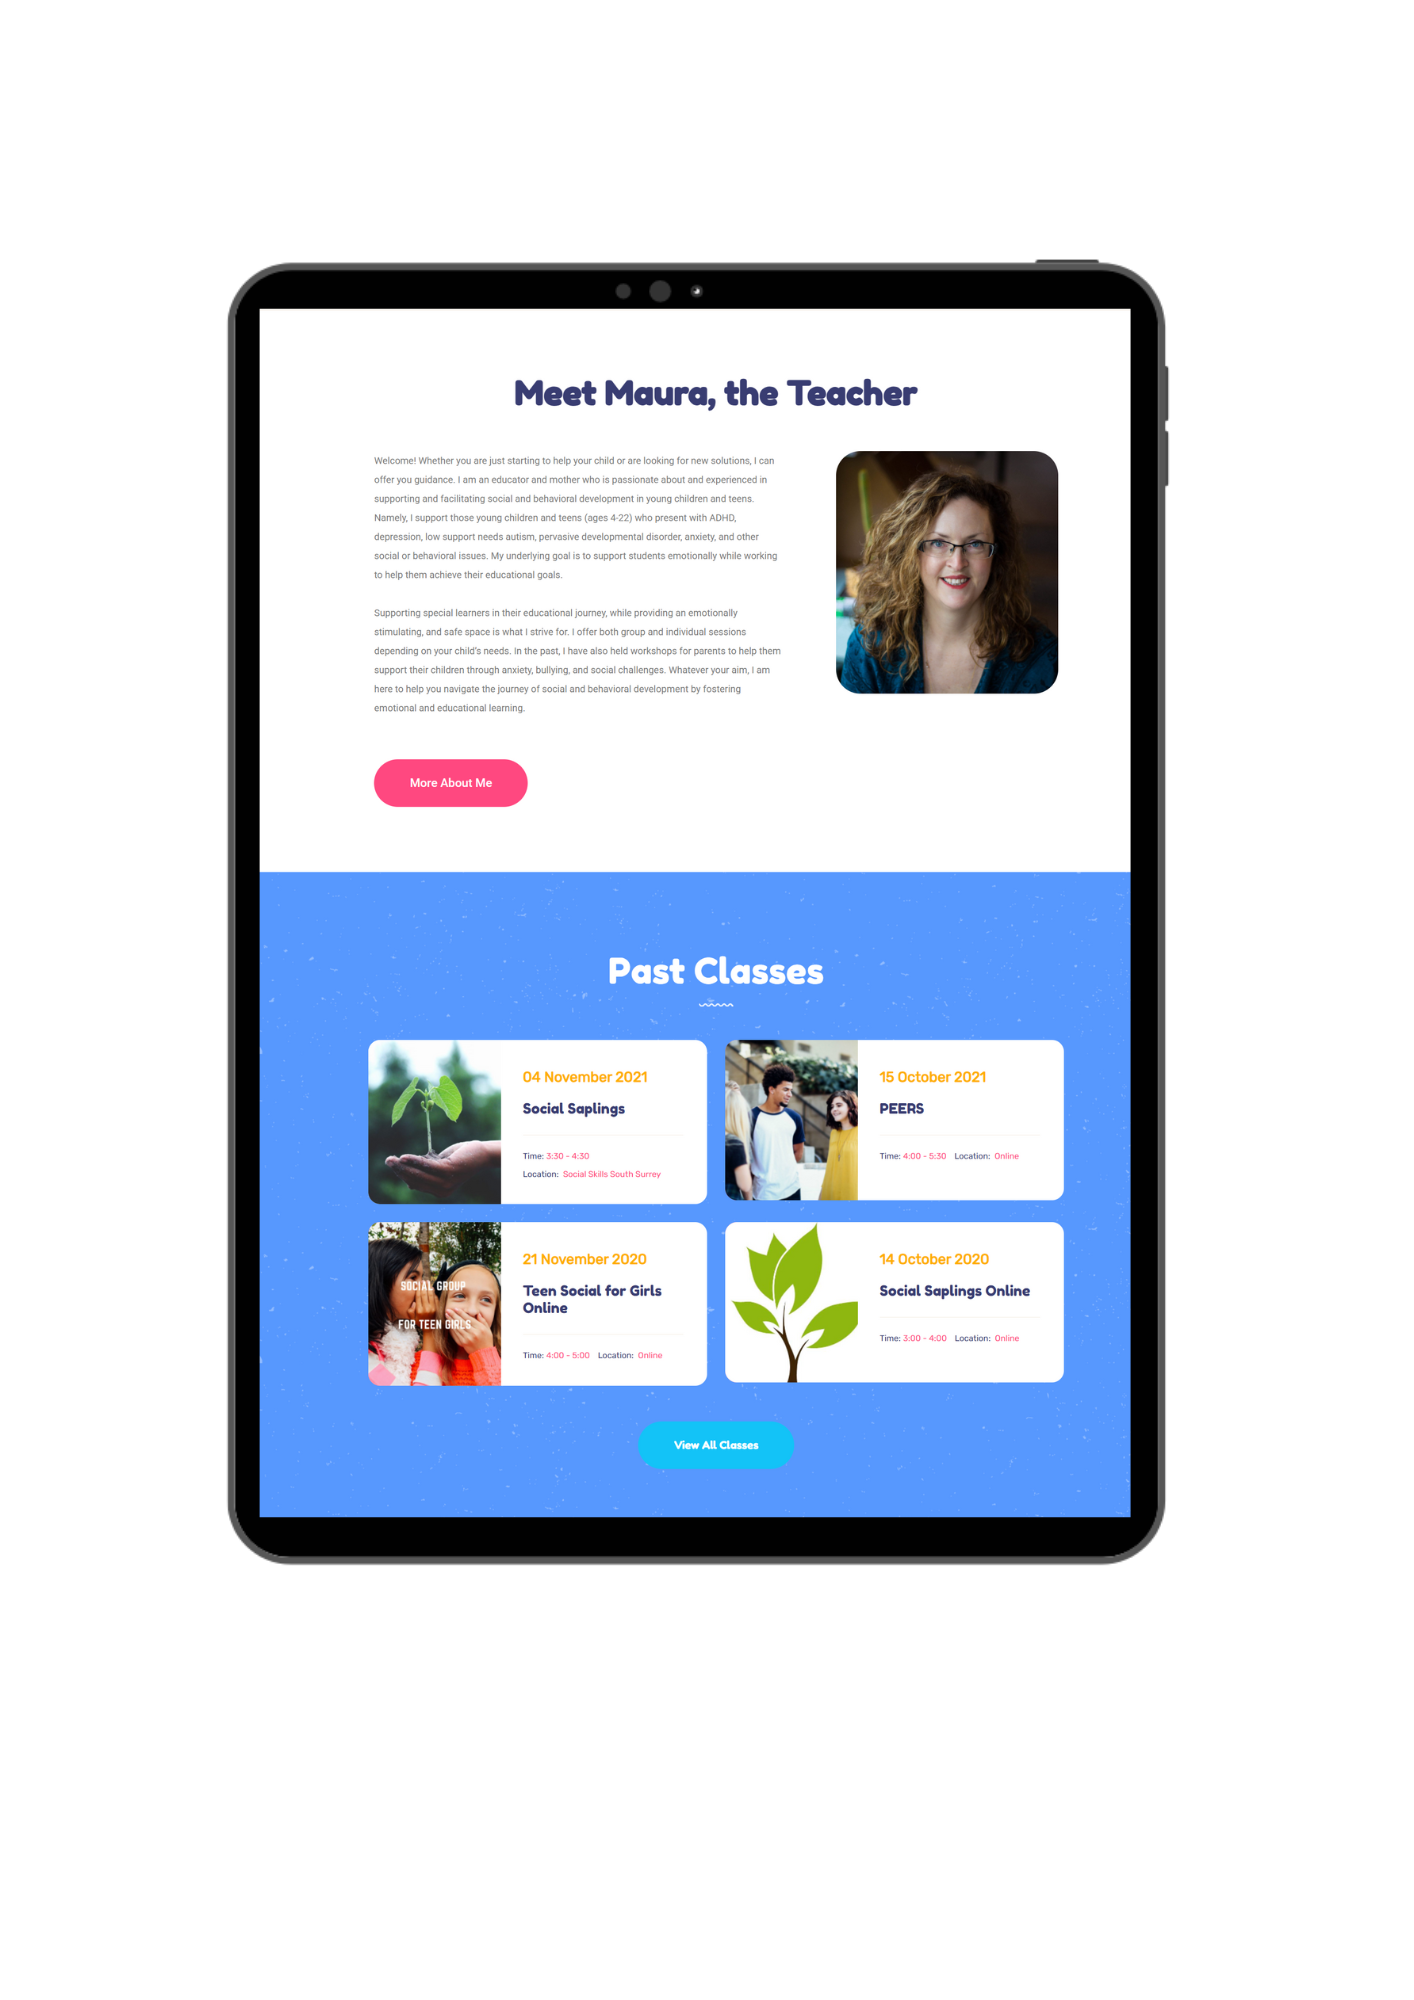 Meet Maura, the Teacher
Welcome! Whether you are just starting to help your child or are looking for new solutions, I can
offer you guidance. I am an educator and mother who is passionate about and experienced in
supporting and facilitating social and behavioral development in young children and teens.
Namely, I support those young children and teens (ages 4-22) who present with ADHD,
depression, low support needs autism, pervasive developmental disorder, anxiety, and other
social or behavioral issues. My underlying goal is to support students emotionally while working
to help them achieve their educational goals.
Supporting special learners in their educational journey, while providing an emotionally
stimulating, and safe space is what I strive for. I offer both group and individual sessions
depending on your child's needs. In the past, I have also held workshops for parents to help them
support their children through anxiety, bullying, and social challenges. Whatever your aim, I am
here to help you navigate the journey of social and behavioral development by fostering
emotional and educational learning.
More About Me
Past Classes
04 November 2021
Social Saplings
Time: 3:30 - 4:30
Location: Social Skills South Surrey
15 October 2021
PEERS
Time: 4:00 - 5:30 Location: Online
SOCIAL GROUP
FOR TEEN GIRLS
21 November 2020
Teen Social for Girls
Online
Time: 4:00 - 5:00 Location: Online
14 October 2020
Social Saplings Online
Time: 3:00 - 4:00 Location: Online
View All Classes